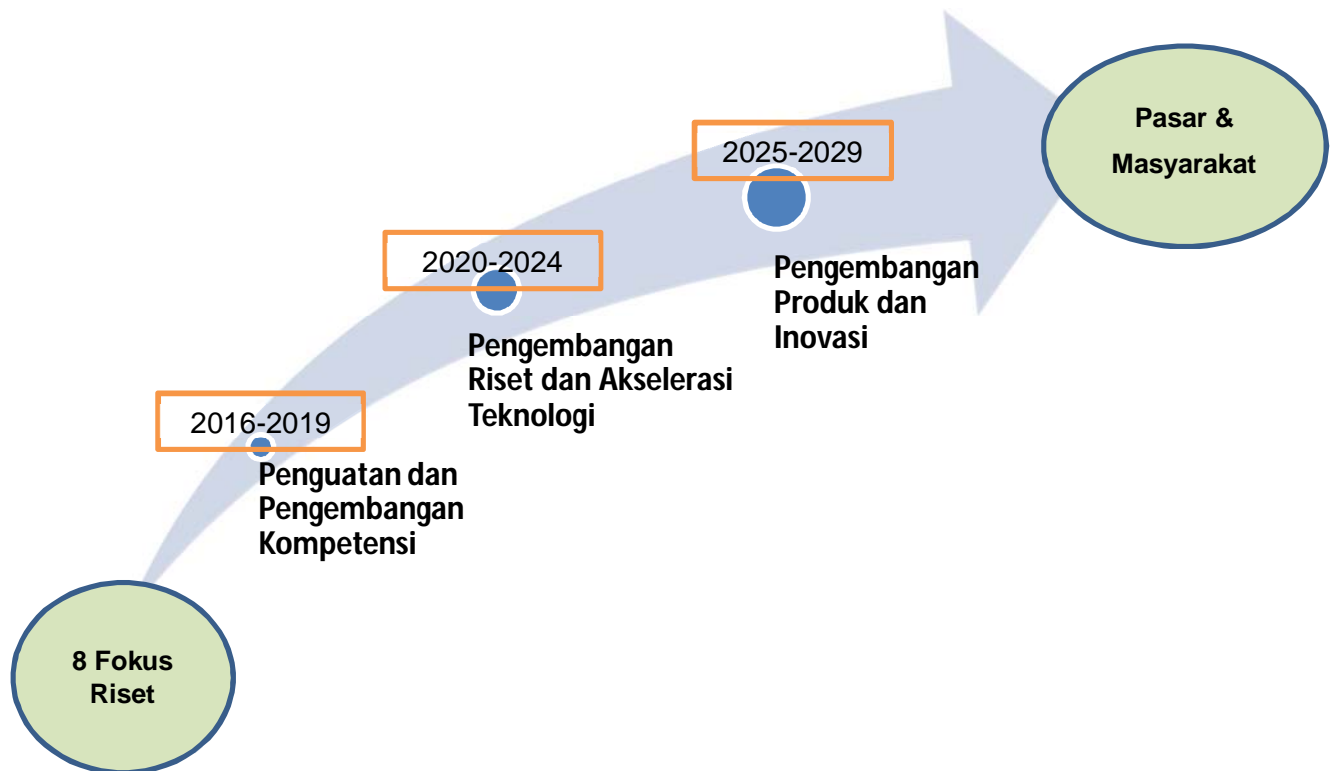 Pasar &
Masyarakat
2025-2029
Pengembangan
Produk dan
Inovasi
2020-2024
Pengembangan
Riset dan Akselerasi
Teknologi
2016-2019
Penguatan dan
Pengembangan
Kompetensi
8 Fokus
Riset